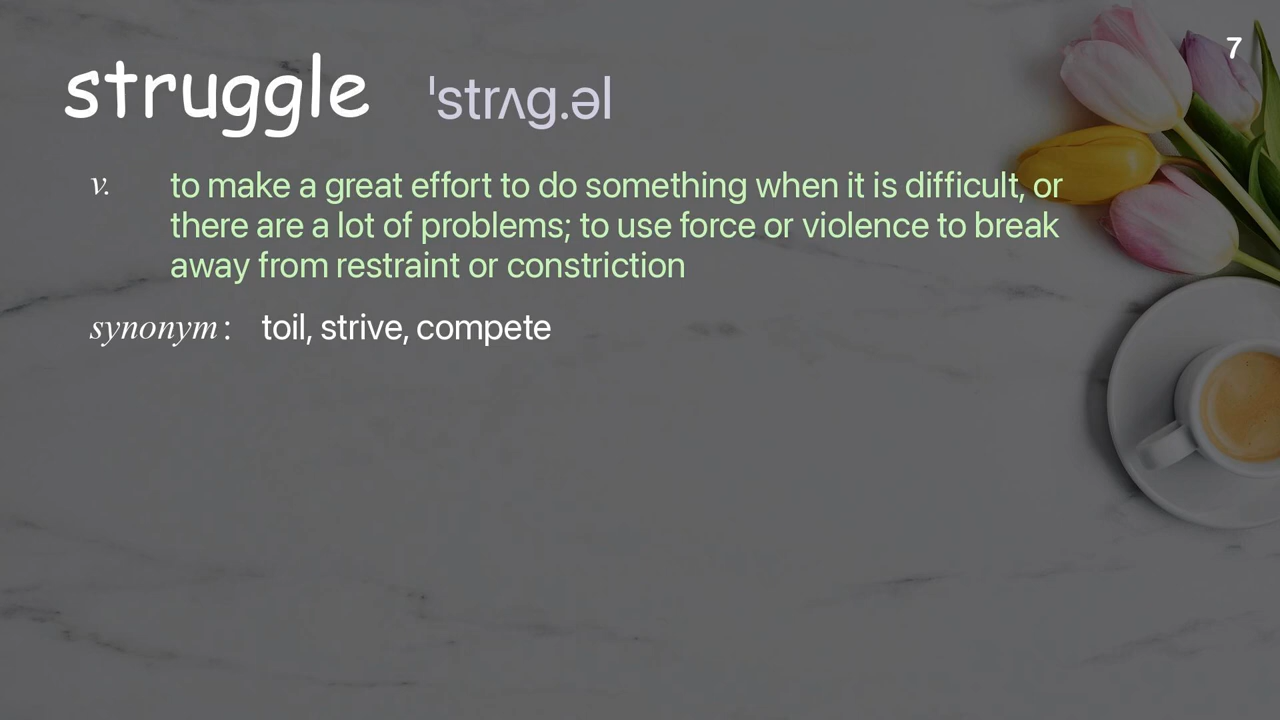 7
struggle ˈstrʌg.əl
v. to make a great effort to do something when it is difficult, or
there are a lot of problems; to use force or violence to break
away from restraint or constriction
synonym: toil, strive, compete